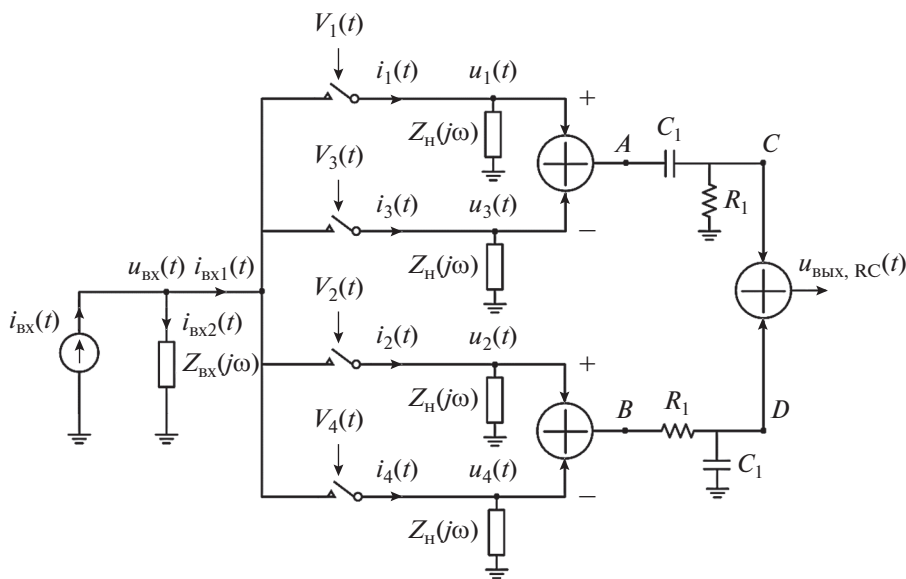 V1(t)
i1(t) u1(t)
+
Zн(jω)
A C1 C
R1
V3(t)
i3(t) u3(t)
−
Zн(jω)
uвх(t) iвх1(t)
uвых, RC(t)
iвх(t)
iвх2(t)
Zвх(jω)
V2(t)
i2(t) u2(t)
+
Zн(jω)
B R1 D
C1
V4(t)
i4(t) u4(t)
−
Zн(jω)